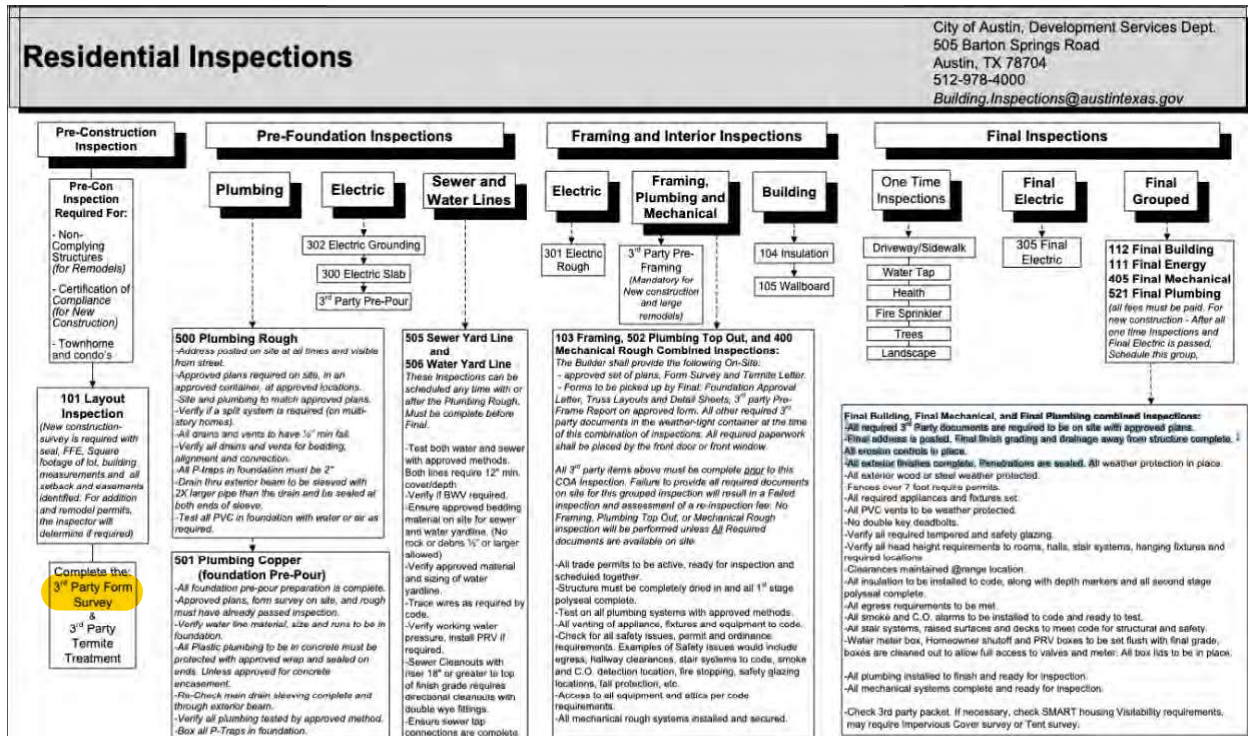 Residential Inspections
City of Austin, Development Services Dept.
505 Barton Springs Road
Austin, TX 78704
512-978-4000
Building.Inspections@austintexas.gov
Pre-Construction
Inspection
Pre-Con
Inspection
Required For:
- Non-
Complying
Structures
(for Remodels)
- Certification of
Compliance
(for New
Construction)
- Townhome
and condo's
101 Layout
Inspection
(New construction-
survey is required with
seal, FFE, Square
footage of lot, building
measurements and all
setback and easements
identified. For addition
and remodel permits,
the inspector will
determine if required)
Complete the:
3rd Party Form
Survey
&
3rd Party
Termite
Treatment
Pre-Foundation Inspections
Plumbing
Electric
302 Electric Grounding
300 Electric Slab
3rd Party Pre-Pour
Sewer and
Water Lines
500 Plumbing Rough
-Address posted on site at all times and visible
from street.
-Approved plans required on site, in an
approved container, at approved locations.
-Site and plumbing to match approved plans.
-Verify if a split system is required (on multi-
story homes).
-All drains and vents to have ⅛" min fall.
-Verify all drains and vents for bedding,
alignment and connection.
-All P-traps in foundation must be 2"
-Drain thru exterior beam to be sleeved with
2X larger pipe than the drain and be sealed at
both ends of sleeve.
-Test all PVC in foundation with water or air as
required.
501 Plumbing Copper
(foundation Pre-Pour)
-All foundation pre-pour preparation is complete.
-Approved plans, form survey on site, and rough
must have already passed inspection.
-Verify water line material, size and runs to be in
foundation.
-All Plastic plumbing to be in concrete must be
protected with approved wrap and sealed on
ends. Unless approved for concrete
encasement.
-Re-Check main drain sleeving complete and
through exterior beam.
-Verify all plumbing tested by approved method.
-Box all P-Traps in foundation.
505 Sewer Yard Line
and
506 Water Yard Line
These Inspections can be
scheduled any time with or
after the Plumbing Rough.
Must be complete before
Final.
- Test both water and sewer
with approved methods.
Both lines require 12" min.
cover/depth
-Verify if BWV required.
-Ensure approved bedding
material on site for sewer
and water yardline. (No
rock or debris ½" or larger
allowed)
-Verify approved material
and sizing of water
yardline.
-Trace wires as required by
code.
-Verify working water
pressure, install PRV if
required.
-Sewer Cleanouts with
riser 18" or greater to top
of finish grade requires
directional cleanouts with
double wye fittings.
-Ensure sewer tap
connections are complete.
Framing and Interior Inspections
Electric
301 Electric
Rough
Framing,
Plumbing and
Mechanical
3rd Party Pre-
Framing
(Mandatory for
New construction
and large
remodels)
Building
104 Insulation
105 Wallboard
103 Framing, 502 Plumbing Top Out, and 400
Mechanical Rough Combined Inspections:
The Builder shall provide the following On-Site:
- approved set of plans, Form Survey and Termite Letter.
- Forms to be picked up by Final: Foundation Approval
Letter, Truss Layouts and Detail Sheets, 3rd party Pre-
Frame Report on approved form. All other required 3rd
party documents in the weather-tight container at the time
of this combination of inspections. All required paperwork
shall be placed by the front door or front window.
All 3rd party items above must be complete prior to this
COA Inspection. Failure to provide all required documents
on site for this grouped inspection will result in a Failed
inspection and assessment of a re-inspection fee. No
Framing, Plumbing Top Out, or Mechanical Rough
inspection will be performed unless All Required
documents are available on site.
-All trade permits to be active, ready for inspection and
scheduled together.
-Structure must be completely dried in and all 1st stage
polyseal complete.
-Test on all plumbing systems with approved methods.
-All venting of appliance, fixtures and equipment to code.
-Check for all safety issues, permit and ordinance
requirements. Examples of Safety issues would include
egress, hallway clearances, stair systems to code, smoke
and C.O. detection location, fire stopping, safety glazing
locations, fall protection, etc.
-Access to all equipment and attics per code
requirements.
-All mechanical rough systems installed and secured.
Final Inspections
One Time
Inspections
Driveway/Sidewalk
Water Tap
Health
Fire Sprinkler
Trees
Landscape
Final
Electric
305 Final
Electric
Final
Grouped
112 Final Building
111 Final Energy
405 Final Mechanical
521 Final Plumbing
(all fees must be paid. For
new construction - After all
one time Inspections and
Final Electric is passed,
Schedule this group,
Final Building, Final Mechanical, and Final Plumbing combined Inspections:
-All required 3rd Party documents are required to be on site with approved plans.
-Final address is posted. Final finish grading and drainage away from structure complete.
All erosion controls in place.
-All exterior finishes complete. Penetrations are sealed. All weather protection in place.
-All exterior wood or steel weather protected.
Fences over 7 foot require permits.
-All required appliances and fixtures set.
-All PVC vents to be weather protected.
-No double key deadbolts.
-Verify all required tempered and safety glazing.
-Verify all head height requirements to rooms, halls, stair systems, hanging fixtures and
required locations
-Clearances maintained @range location.
-All insulation to be installed to code, along with depth markers and all second stage
polyseal complete.
-All egress requirements to be met.
-All smoke and C.O. alarms to be installed to code and ready to test.
-All stair systems, raised surfaces and decks to meet code for structural and safety.
-Water meter box, Homeowner shutoff and PRV boxes to be set flush with final grade,
boxes are cleaned out to allow full access to valves and meter. All box lids to be in place.
-All plumbing installed to finish and ready for inspection.
-All mechanical systems complete and ready for inspection.
-Check 3rd party packet. If necessary, check SMART housing Visitability requirements,
may require Impervious Cover survey or Tent survey.